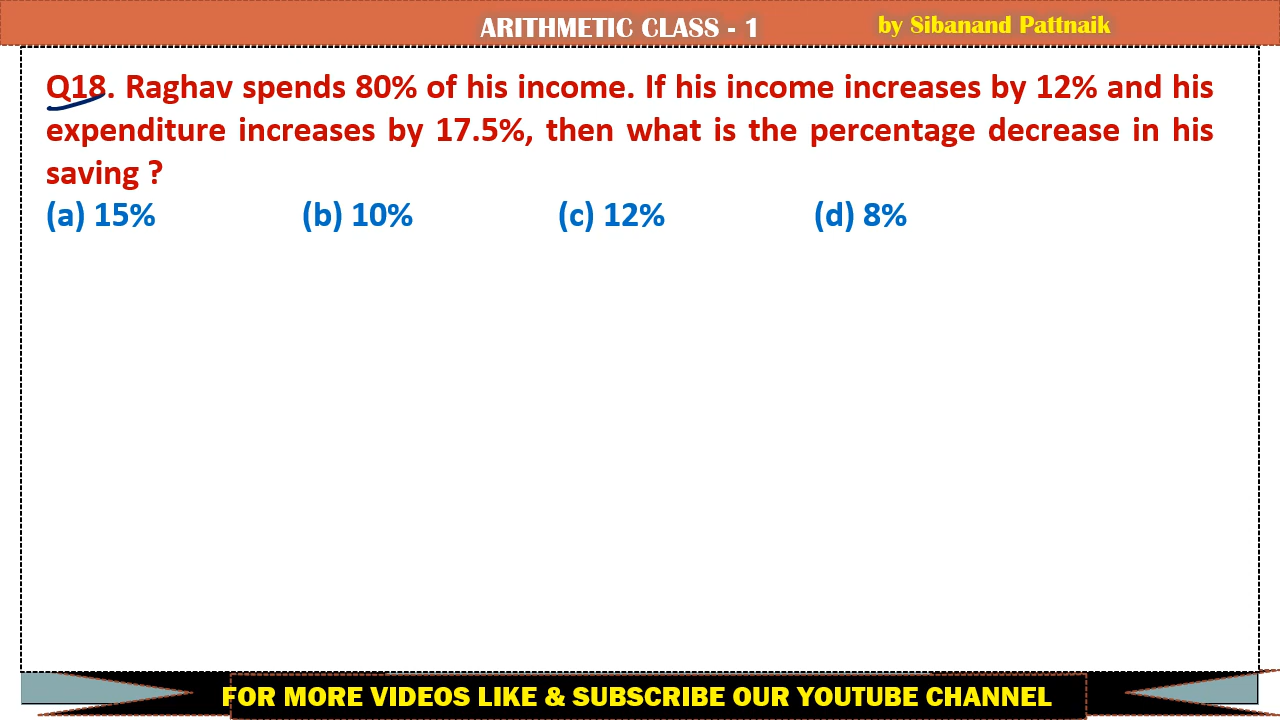 ARITHMETIC CLASS - 1
by Sibanand Pattnaik
Q18. Raghav spends 80% of his income. If his income increases by 12% and his
expenditure increases by 17.5%, then what is the percentage decrease in his
saving ?
(a) 15% (b) 10% (c) 12% (d) 8%
FOR MORE VIDEOS LIKE & SUBSCRIBE OUR YOUTUBE CHANNEL